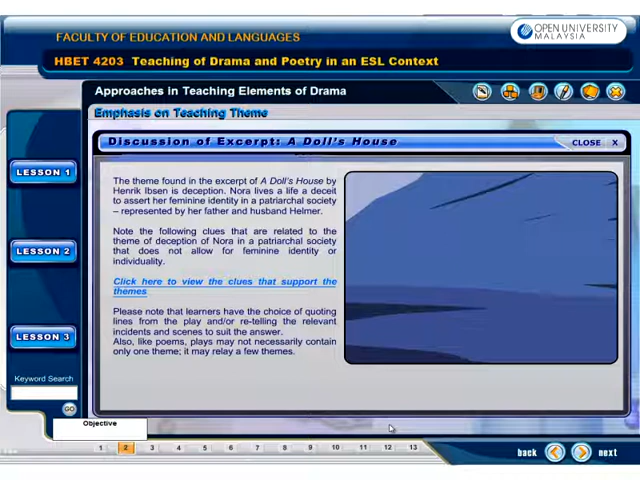 FACULTY OF EDUCATION AND LANGUAGES
OPEN UNIVERSITY
MALAYSIA
HBET 4203 Teaching of Drama and Poetry in an ESL Context
Approaches in Teaching Elements of Drama
Emphasis on Teaching Theme
Discussion of Excerpt: A Doll's House
CLOSE X
LESSON 1
LESSON 2
LESSON 3
Keyword Search
GO
The theme found in the excerpt of A Doll's House by
Henrik Ibsen is deception. Nora lives a life a deceit
to assert her feminine identity in a patriarchal society
– represented by her father and husband Helmer.
Note the following clues that are related to the
theme of deception of Nora in a patriarchal society
that does not allow for feminine identity or
individuality.
Click here to view the clues that support the
themes
Please note that learners have the choice of quoting
lines from the play and/or re-telling the relevant
incidents and scenes to suit the answer.
Also, like poems, plays may not necessarily contain
only one theme; it may relay a few themes.
Objective
1 2 3 4 5 6 7 8 9 10 11 12 13
back next